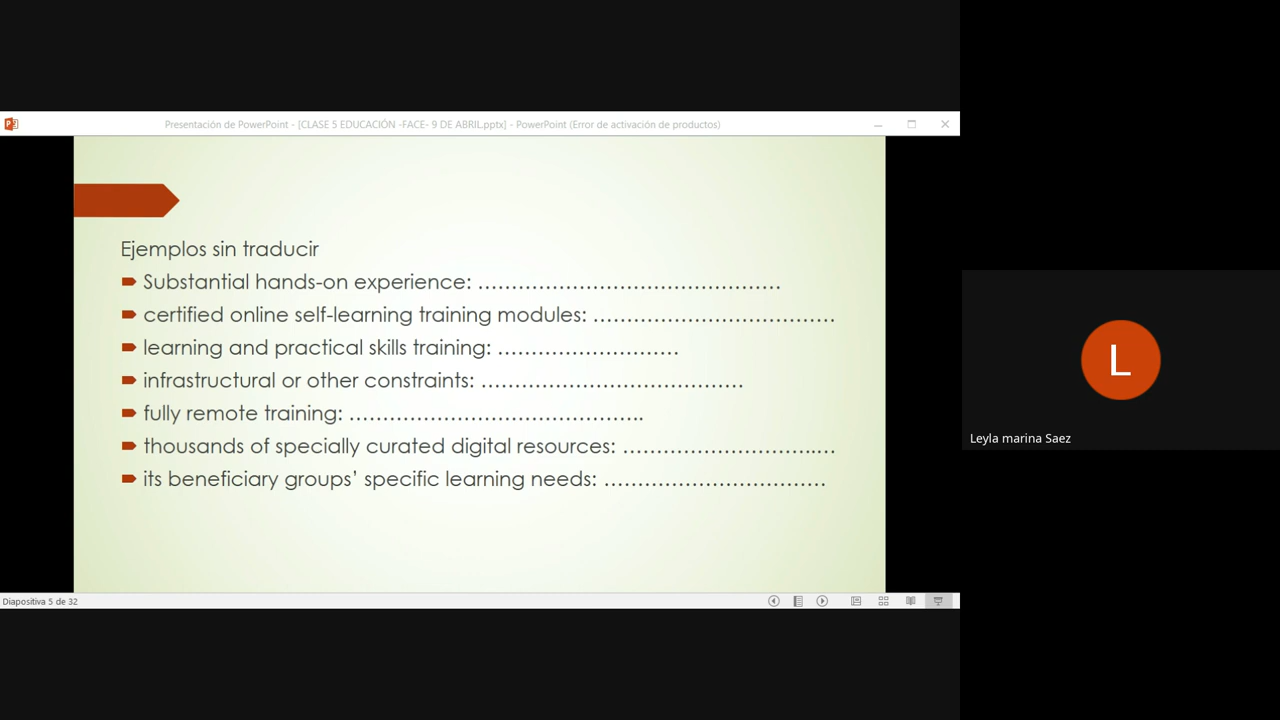 Presentación de PowerPoint - [CLASE 5 EDUCACIÓN -FACE- 9 DE ABRIL.pptx] - PowerPoint (Error de activación de productos)
Ejemplos sin traducir
Substantial hands-on experience: ………………………………………
certified online self-learning training modules: ………………………………
learning and practical skills training: ………………………
infrastructural or other constraints: …………………………………
fully remote training: ……………………………………..
thousands of specially curated digital resources: ………………………..…..
its beneficiary groups’ specific learning needs: ……………………………
L
Leyla marina Saez
Diapositiva 5 de 32